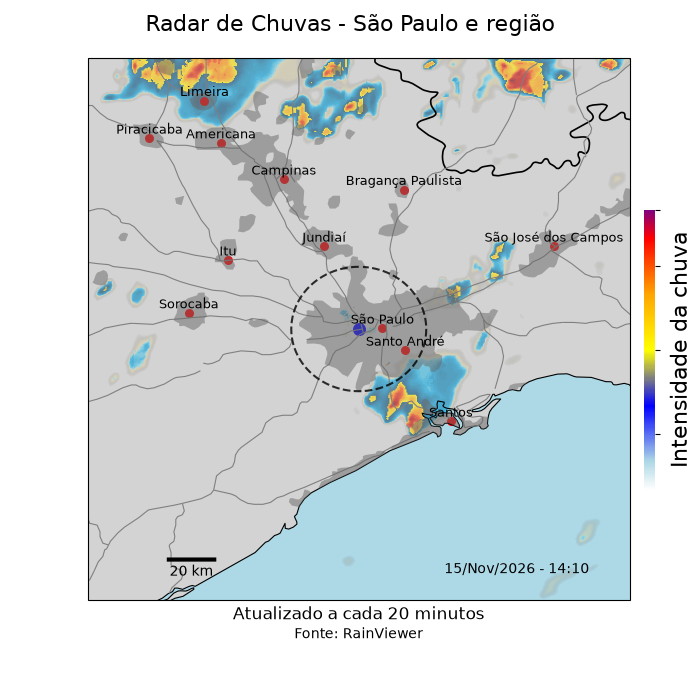 Radar de Chuvas - São Paulo e região
Limeira
Piracicaba
Americana
Campinas
Bragança Paulista
Itu
Jundiaí
São José dos Campos
Sorocaba
São Paulo
Santo André
Santos
Intensidade da chuva
20 km
15/Nov/2026 - 14:10
Atualizado a cada 20 minutos
Fonte: RainViewer